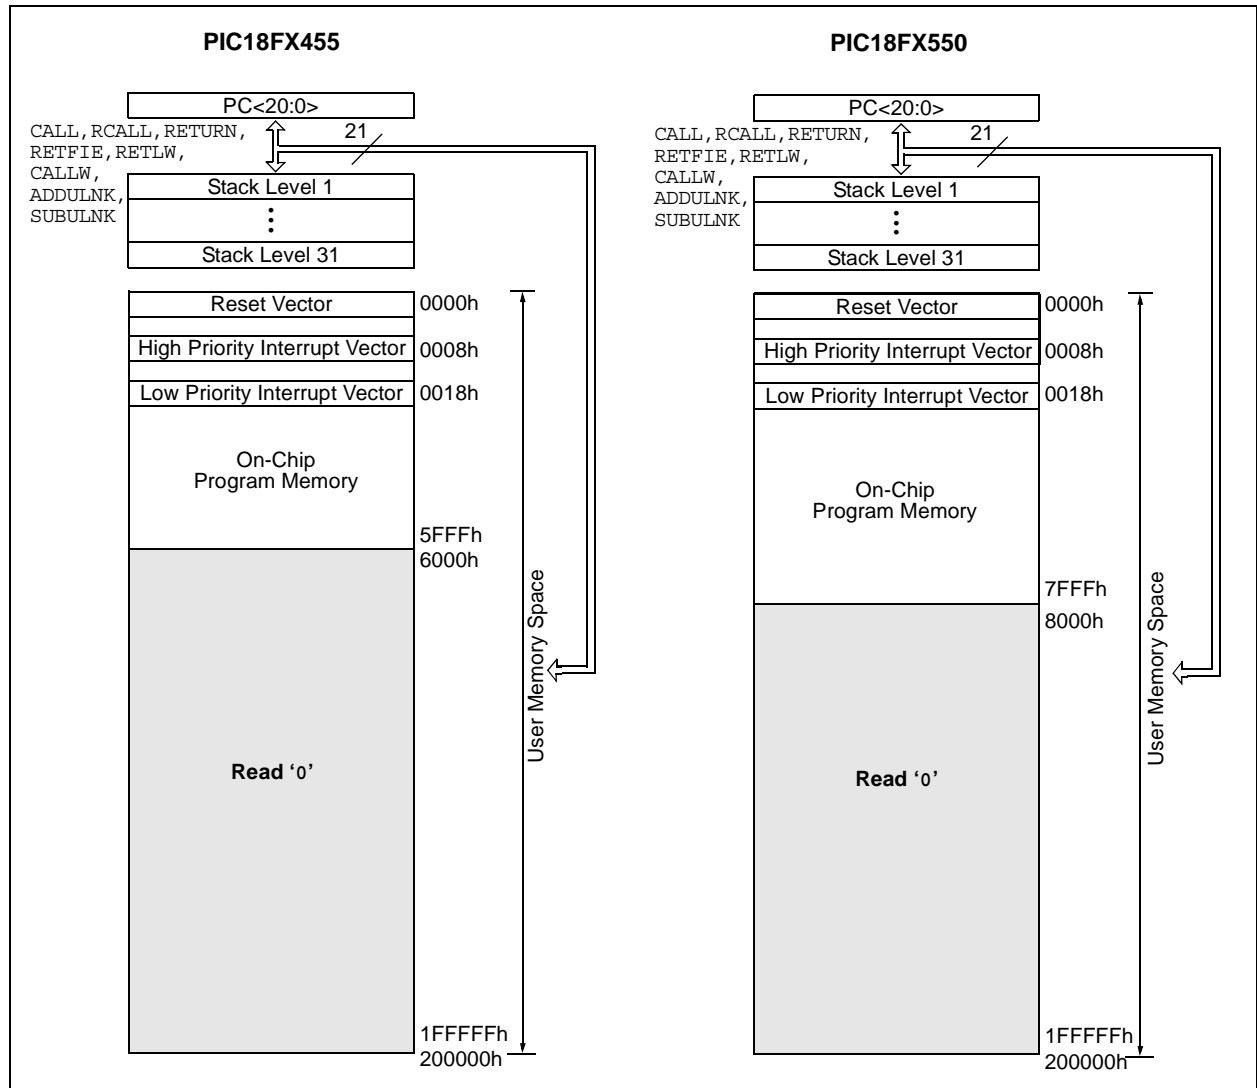 PIC18FX455
PC<20:0>
CALL,RCALL,RETURN,
RETFIE,RETLW,
CALLW,
ADDULNK,
SUBULNK
21
Stack Level 1
⋮
Stack Level 31
Reset Vector
0000h
High Priority Interrupt Vector
0008h
Low Priority Interrupt Vector
0018h
On-Chip
Program Memory
5FFFh
6000h
Read ‘0’
1FFFFFh
200000h
User Memory Space
PIC18FX550
PC<20:0>
CALL,RCALL,RETURN,
RETFIE,RETLW,
CALLW,
ADDULNK,
SUBULNK
21
Stack Level 1
⋮
Stack Level 31
Reset Vector
0000h
High Priority Interrupt Vector
0008h
Low Priority Interrupt Vector
0018h
On-Chip
Program Memory
7FFFh
8000h
Read ‘0’
1FFFFFh
200000h
User Memory Space